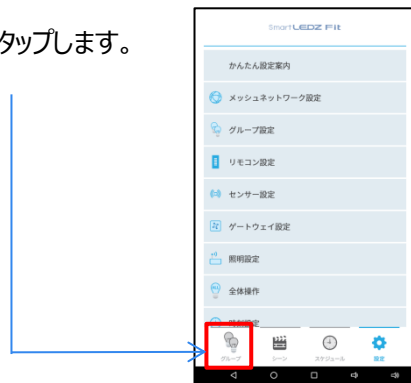 タップします。
Smart LEDZ Fit
かんたん設定案内
メッシュネットワーク設定
グループ設定
リモコン設定
センサー設定
ゲートウェイ設定
照明設定
全体操作
時刻設定
グループ
シーン
スケジュール
設定